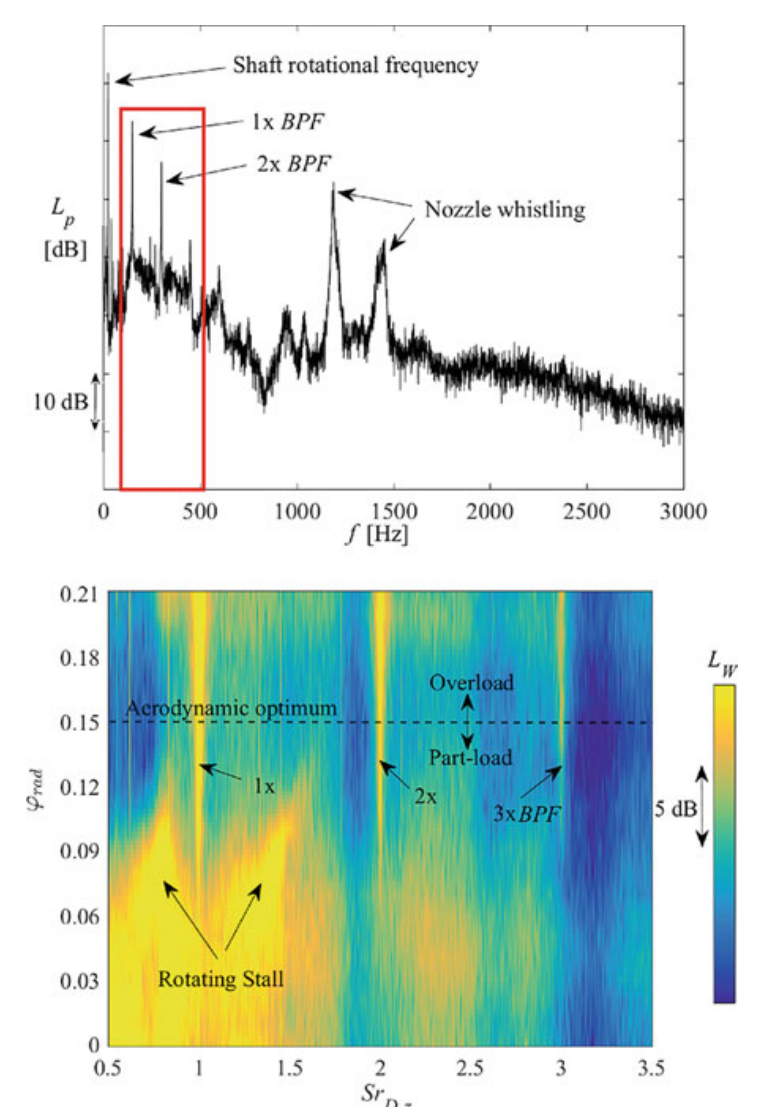 Shaft rotational frequency
1x BPF
2x BPF
Nozzle whistling
L_p
[dB]
10 dB
0 500 1000 1500 2000 2500 3000
f [Hz]
0.21
0.18
0.15
0.12
0.09
0.06
0.03
0
φ_rad
Aerodynamic optimum
Overload
Part-load
1x
2x
3xBPF
Rotating Stall
L_W
5 dB
0.5 1 1.5 2 2.5 3 3.5
Sr_D,z